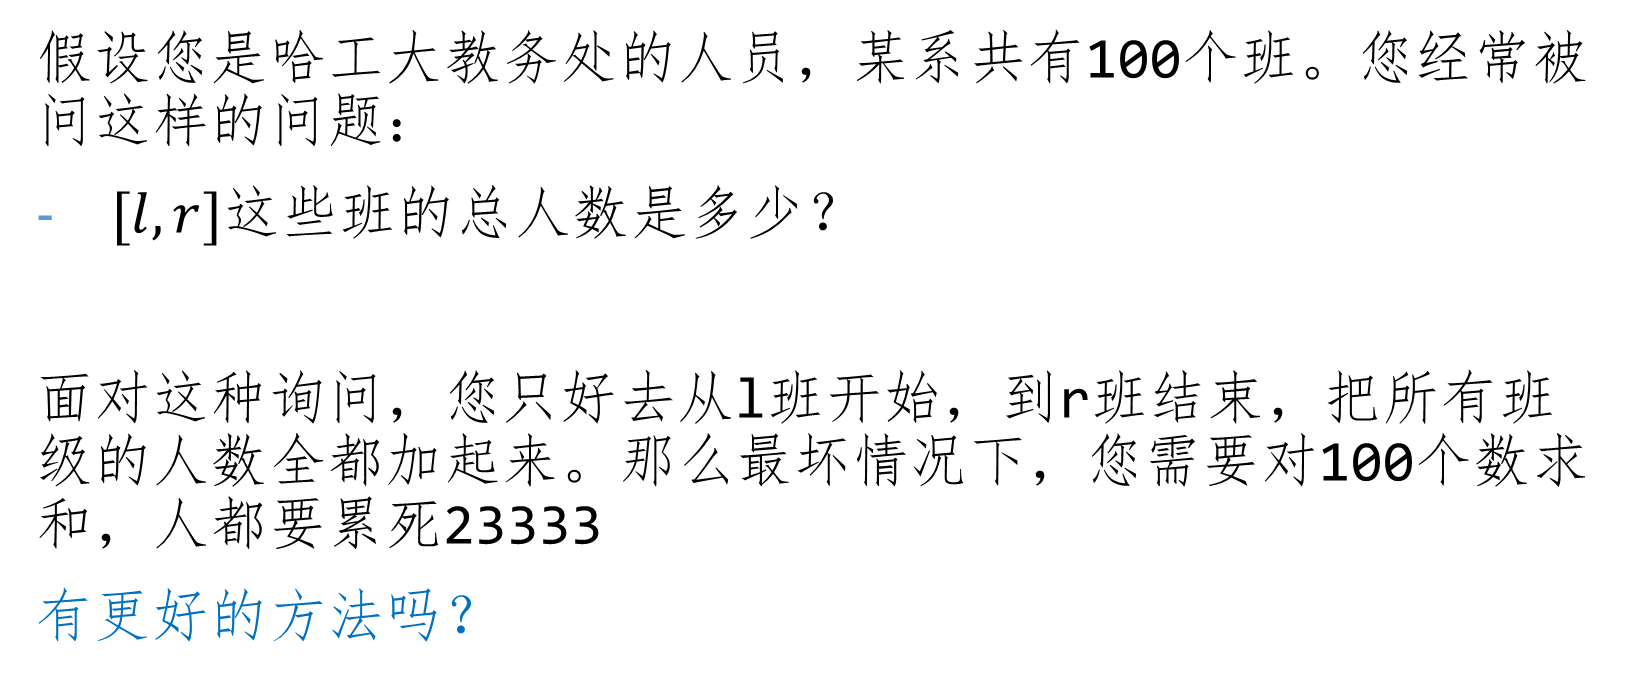 假设您是哈工大教务处的人员，某系共有100个班。您经常被
问这样的问题：
- [l,r]这些班的总人数是多少？
面对这种询问，您只好去从l班开始，到r班结束，把所有班
级的人数全都加起来。那么最坏情况下，您需要对100个数求
和，人都要累死23333
有更好的方法吗？